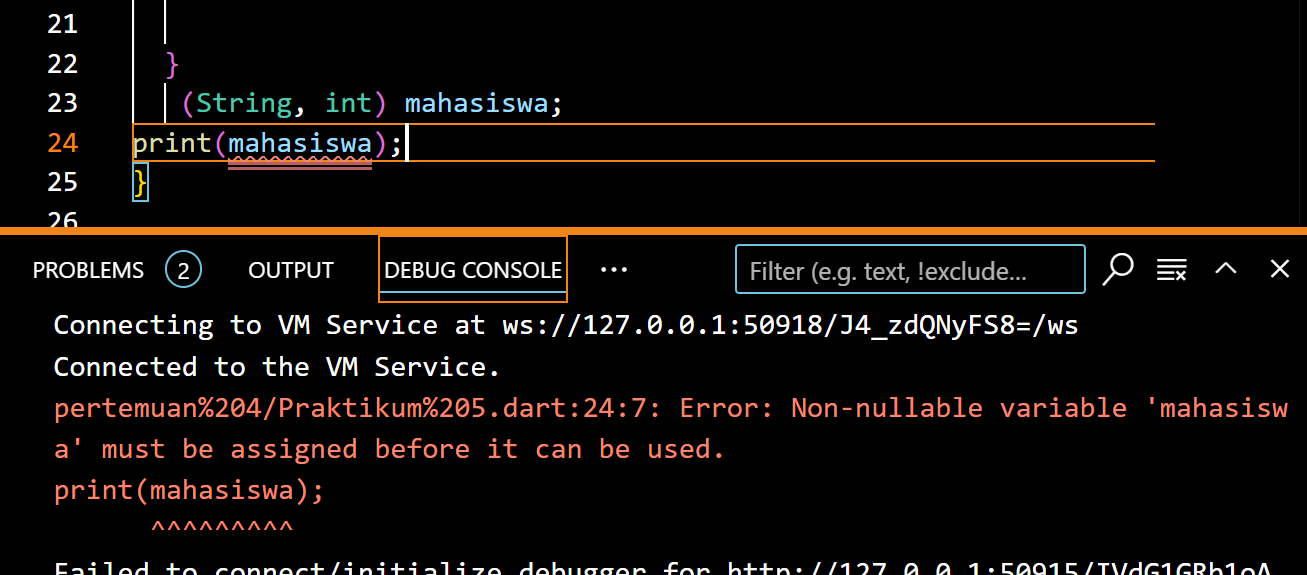 21
22 }
23 (String, int) mahasiswa;
24 print(mahasiswa);
25 }
26
PROBLEMS 2 OUTPUT DEBUG CONSOLE ... Filter (e.g. text, !exclude...
Connecting to VM Service at ws://127.0.0.1:50918/J4_zdQNyFS8=/ws
Connected to the VM Service.
pertemuan%204/Praktikum%205.dart:24:7: Error: Non-nullable variable 'mahasisw
a' must be assigned before it can be used.
print(mahasiswa);
^^^^^^^^^
Failed to connect/initialize debugger for http://127.0.0.1:50915/IVdG1GRb1oA